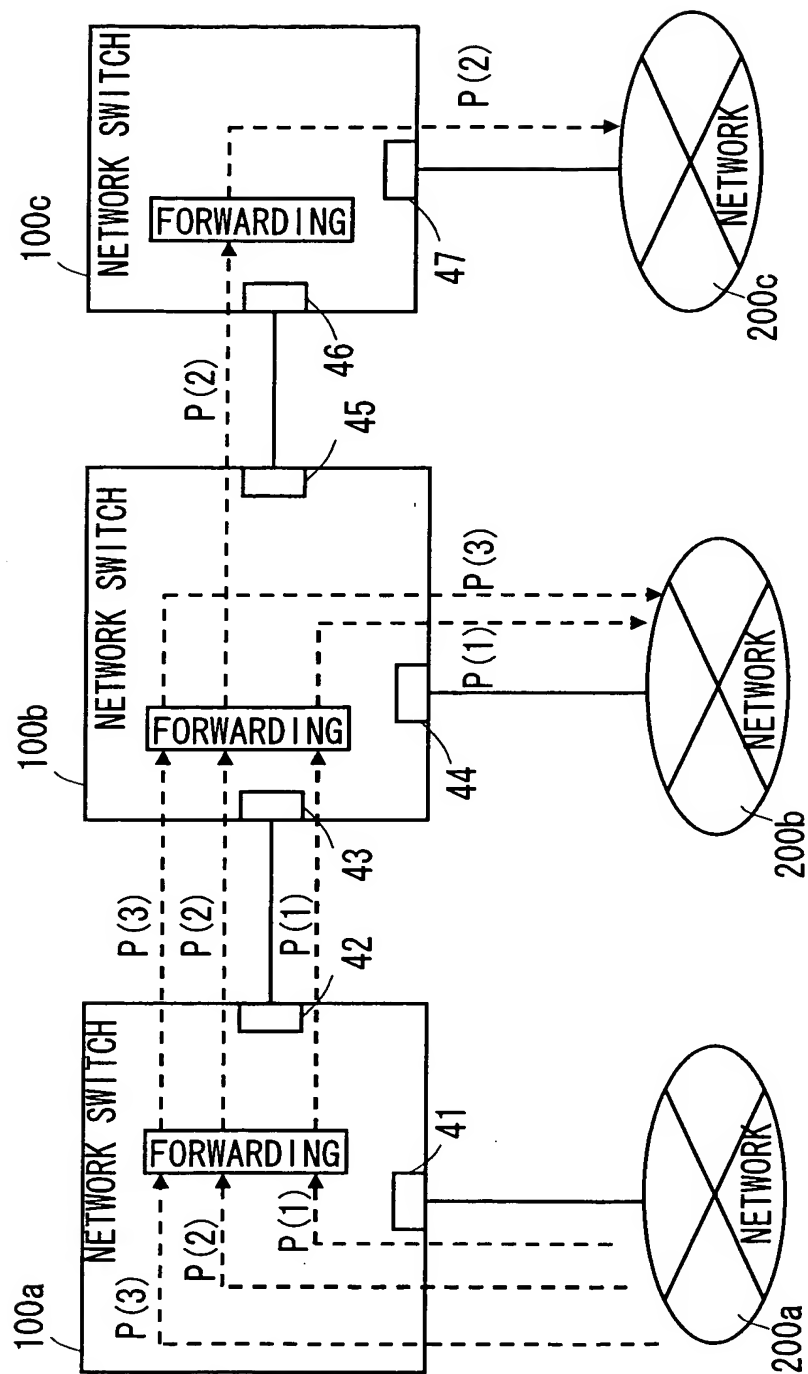 100a
NETWORK SWITCH
P(3)
P(2)
P(1)
FORWARDING
41
42
NETWORK
200a
P(3)
P(2)
P(1)
100b
NETWORK SWITCH
FORWARDING
43
44
45
P(1)
P(3)
NETWORK
200b
P(2)
100c
NETWORK SWITCH
FORWARDING
46
47
P(2)
NETWORK
200c